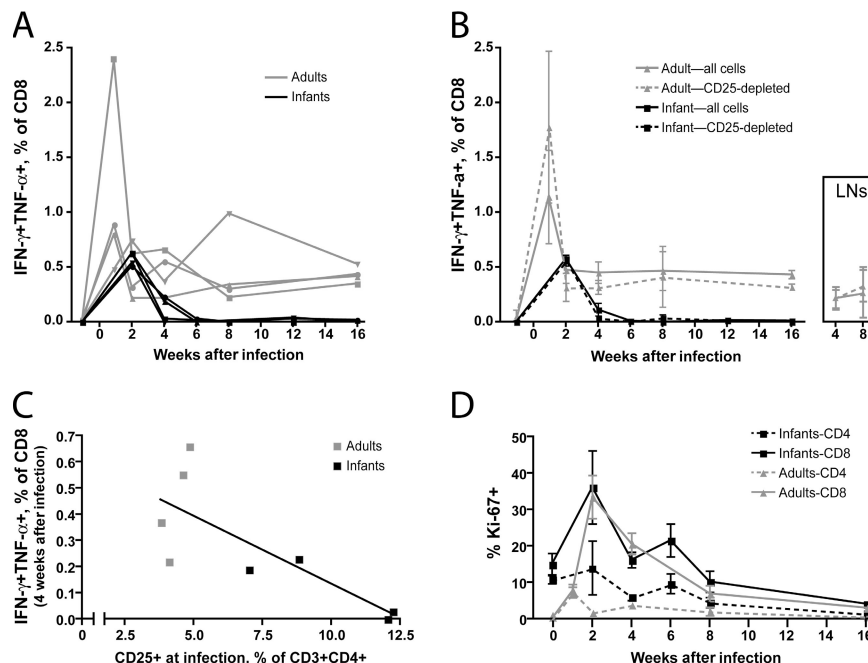 A
IFN-γ+TNF-α+, % of CD8
2.5
2.0
1.5
1.0
0.5
0.0
0 2 4 6 8 10 12 14 16
Weeks after infection
Adults
Infants
B
IFN-γ+TNF-a+, % of CD8
2.5
2.0
1.5
1.0
0.5
0.0
0 2 4 6 8 10 12 14 16
Weeks after infection
Adult—all cells
Adult—CD25-depleted
Infant—all cells
Infant—CD25-depleted
LNs
4 8
C
IFN-γ+TNF-α+, % of CD8
(4 weeks after infection)
0.7
0.6
0.5
0.4
0.3
0.2
0.1
0.0
0 2.5 5.0 7.5 10.0 12.5
CD25+ at infection, % of CD3+CD4+
Adults
Infants
D
% Ki-67+
50
40
30
20
10
0
0 2 4 6 8 10 12 14 16
Weeks after infection
Infants-CD4
Infants-CD8
Adults-CD4
Adults-CD8